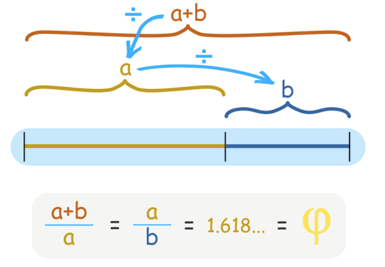 ÷ a+b
a ÷
b
a+b/a = a/b = 1.618... = φ